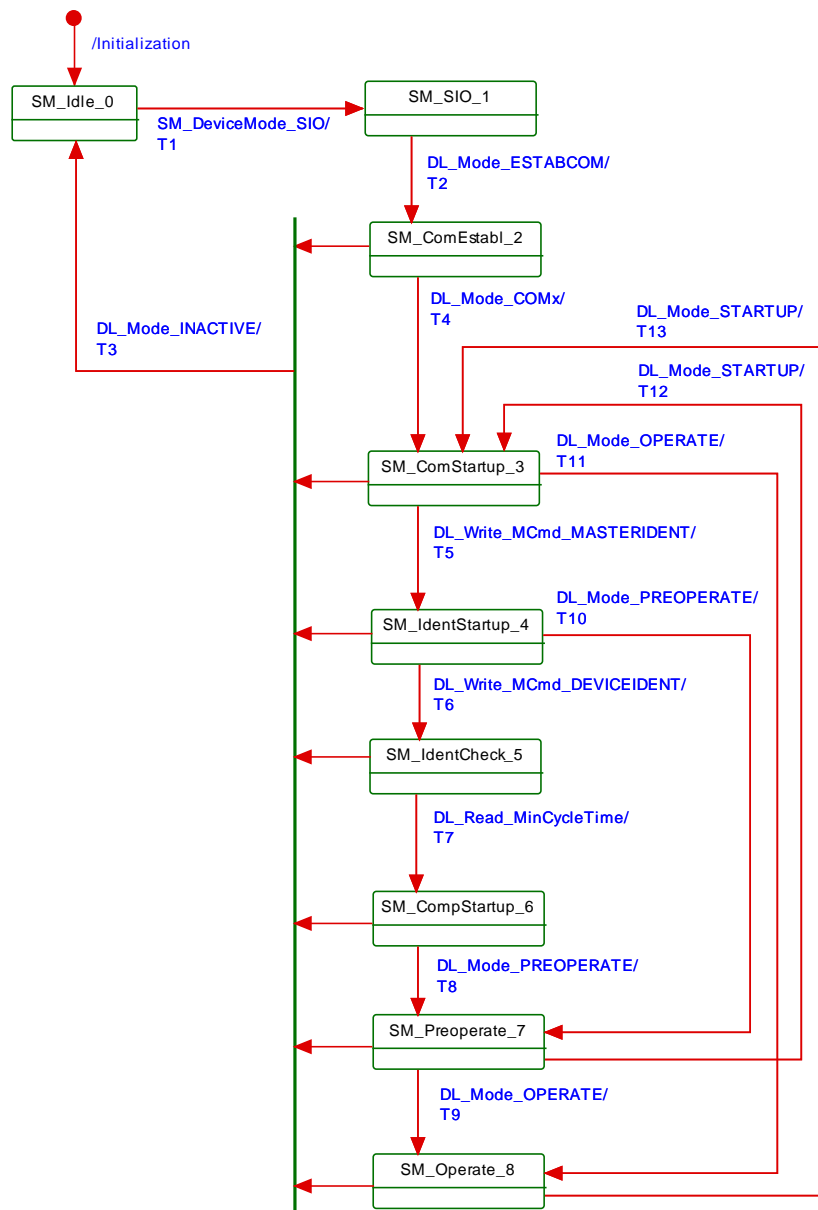 /Initialization
SM_Idle_0
SM_SIO_1
SM_DeviceMode_SIO/
T1
DL_Mode_ESTABCOM/
T2
SM_ComEstabl_2
DL_Mode_COMx/
T4
DL_Mode_STARTUP/
T13
DL_Mode_INACTIVE/
T3
DL_Mode_STARTUP/
T12
DL_Mode_OPERATE/
T11
SM_ComStartup_3
DL_Write_MCmd_MASTERIDENT/
T5
DL_Mode_PREOPERATE/
T10
SM_IdentStartup_4
DL_Write_MCmd_DEVICEIDENT/
T6
SM_IdentCheck_5
DL_Read_MinCycleTime/
T7
SM_CompStartup_6
DL_Mode_PREOPERATE/
T8
SM_Preoperate_7
DL_Mode_OPERATE/
T9
SM_Operate_8